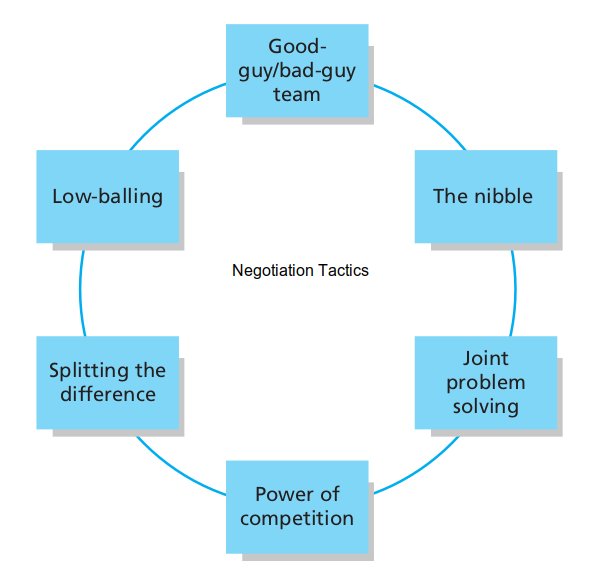 Good-
guy/bad-guy
team
Low-balling
The nibble
Negotiation Tactics
Splitting the
difference
Joint
problem
solving
Power of
competition